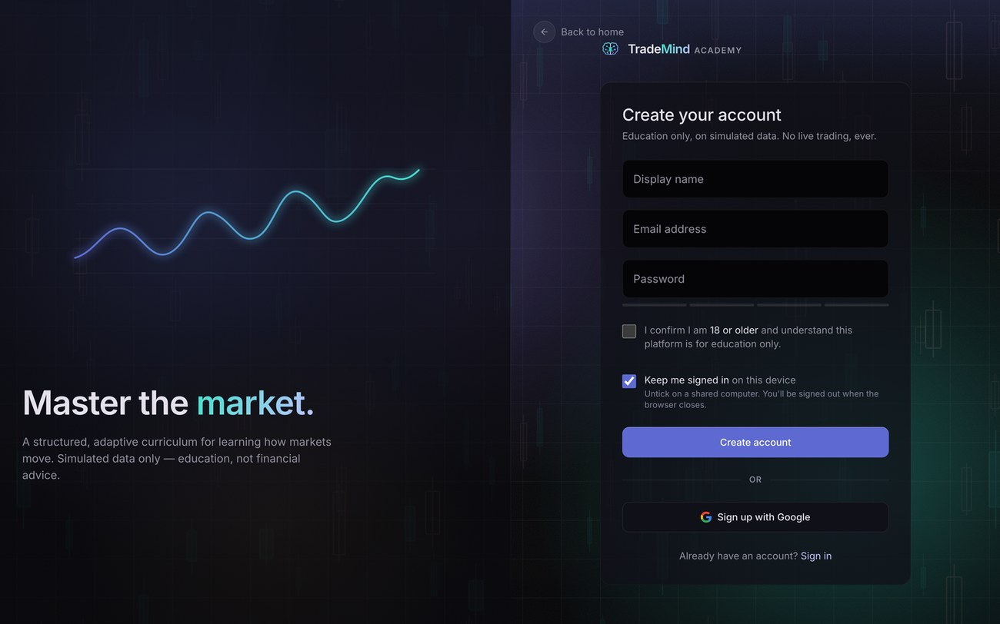 Master the market.
A structured, adaptive curriculum for learning how markets
move. Simulated data only — education, not financial
advice.
Back to home
TradeMind ACADEMY
Create your account
Education only, on simulated data. No live trading, ever.
Display name
Email address
Password
I confirm I am 18 or older and understand this
platform is for education only.
Keep me signed in on this device
Untick on a shared computer. You'll be signed out when the
browser closes.
Create account
OR
Sign up with Google
Already have an account? Sign in